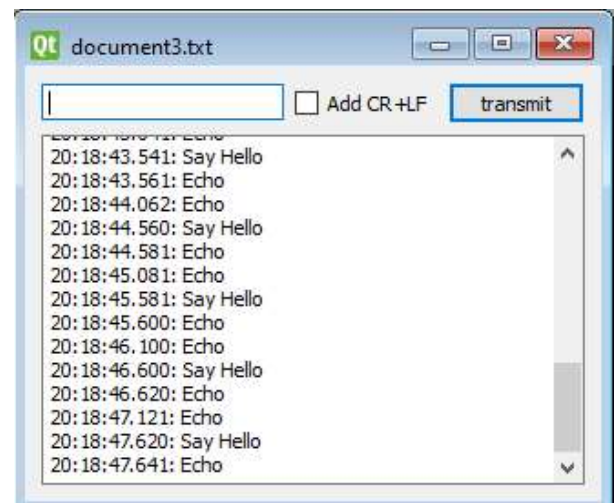 Qt document3.txt
Add CR+LF transmit
20:18:43.541: Say Hello
20:18:43.561: Echo
20:18:44.062: Echo
20:18:44.560: Say Hello
20:18:44.581: Echo
20:18:45.081: Echo
20:18:45.581: Say Hello
20:18:45.600: Echo
20:18:46.100: Echo
20:18:46.600: Say Hello
20:18:46.620: Echo
20:18:47.121: Echo
20:18:47.620: Say Hello
20:18:47.641: Echo